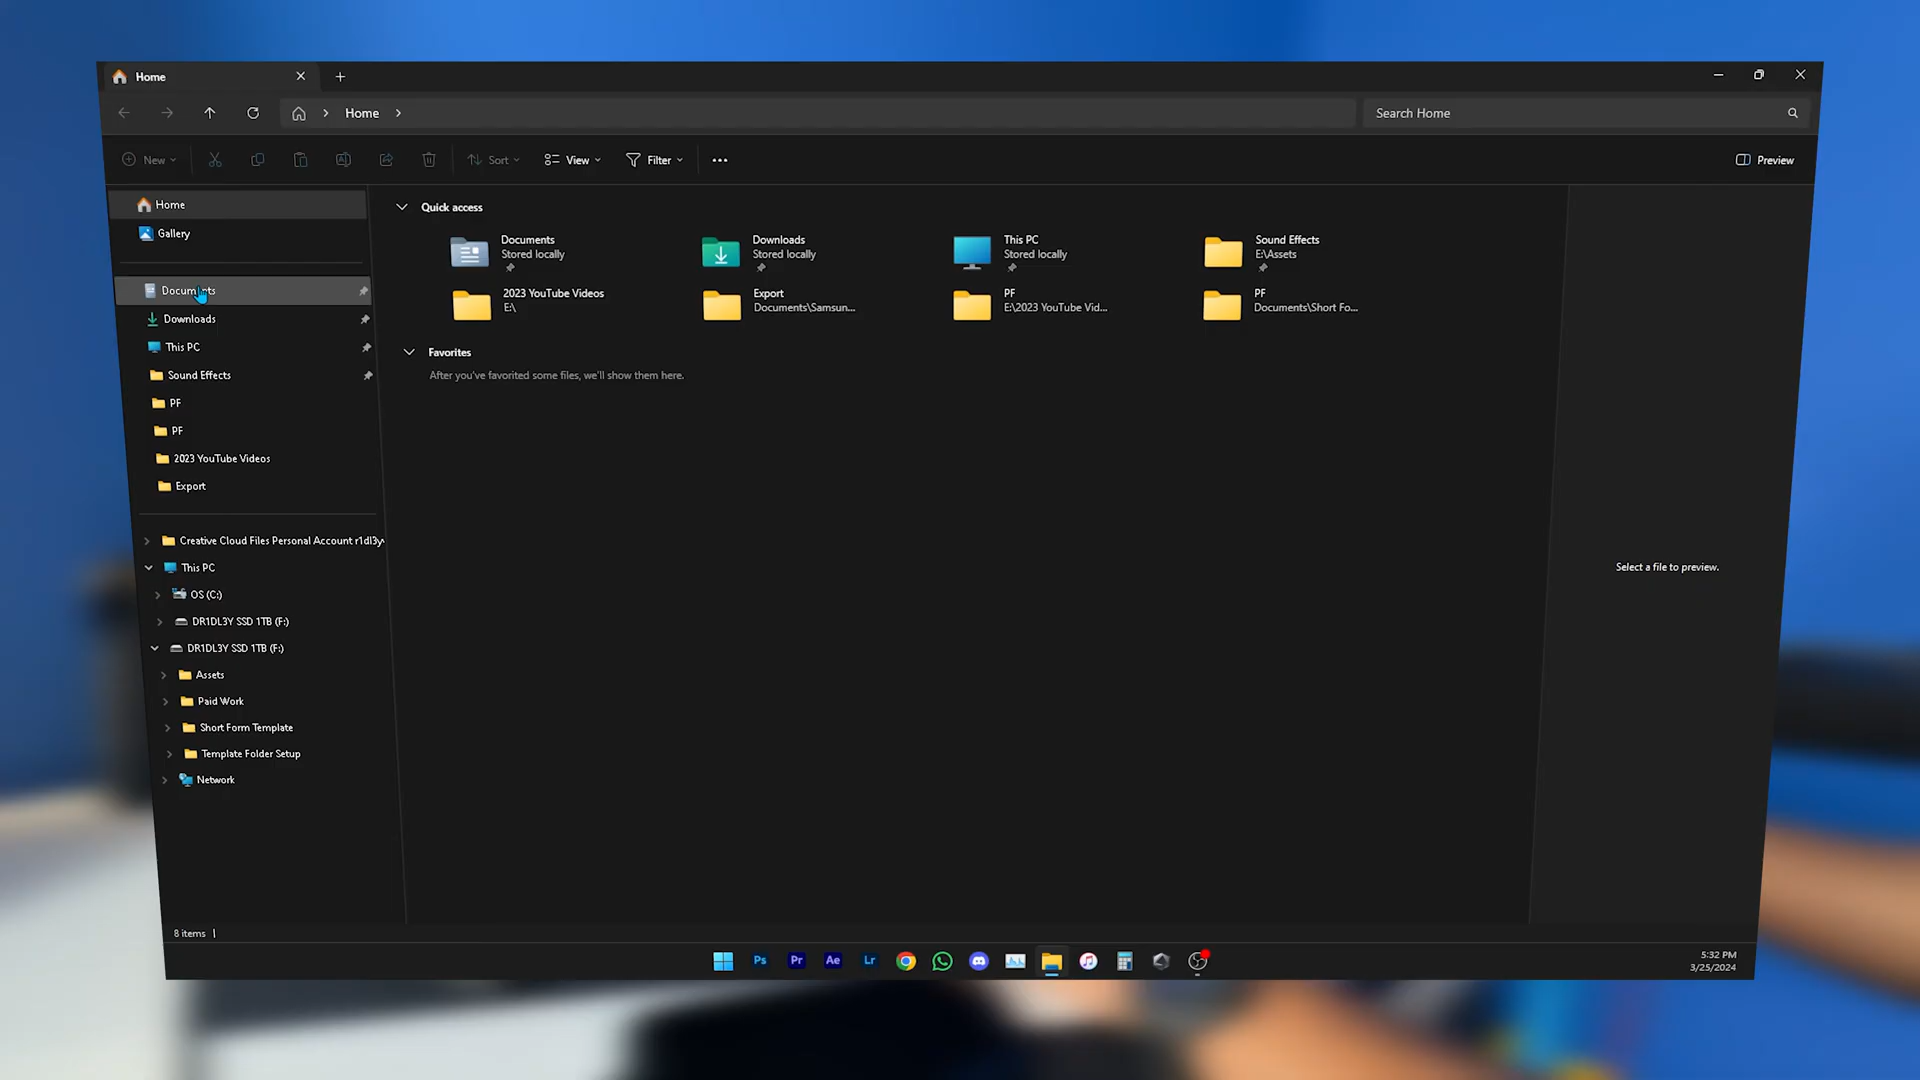 Home
Home
Search Home
New
Sort
View
Filter
Preview
Home
Gallery
Documents
Downloads
This PC
Sound Effects
PF
PF
2023 YouTube Videos
Export
Creative Cloud Files Personal Account r1dl3y
This PC
OS (C:)
DR1DL3Y SSD 1TB (F:)
DR1DL3Y SSD 1TB (F:)
Assets
Paid Work
Short Form Template
Template Folder Setup
Network
Quick access
Documents
Stored locally
Downloads
Stored locally
This PC
Stored locally
Sound Effects
E:\Assets
2023 YouTube Videos
E:\
Export
Documents\Samsun...
PF
E:\2023 YouTube Vid...
PF
Documents\Short Fo...
Favorites
After you've favorited some files, we'll show them here.
Select a file to preview.
8 items
Ps
Pr
Ae
Lr
5:32 PM
3/25/2024